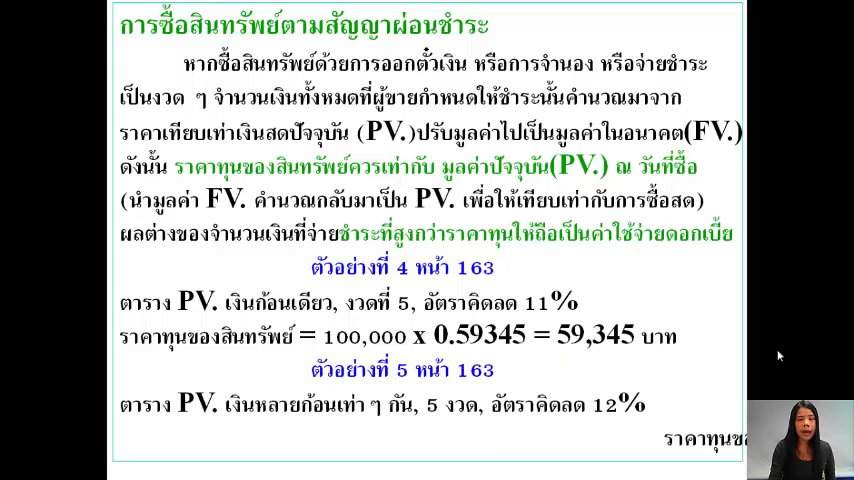 การซื้อสินทรัพย์ตามสัญญาผ่อนชำระ
หากซื้อสินทรัพย์ด้วยการออกตั๋วเงิน หรือการจำนอง หรือจ่ายชำระ
เป็นงวด ๆ จำนวนเงินทั้งหมดที่ผู้ขายกำหนดให้ชำระนั้นคำนวณมาจาก
ราคาเทียบเท่าเงินสดปัจจุบัน (PV.)ปรับมูลค่าไปเป็นมูลค่าในอนาคต(FV.)
ดังนั้น ราคาทุนของสินทรัพย์ควรเท่ากับ มูลค่าปัจจุบัน(PV.) ณ วันที่ซื้อ
(นำมูลค่า FV. คำนวณกลับมาเป็น PV. เพื่อให้เทียบเท่ากับการซื้อสด)
ผลต่างของจำนวนเงินที่จ่ายชำระที่สูงกว่าราคาทุนให้ถือเป็นค่าใช้จ่ายดอกเบี้ย
ตัวอย่างที่ 4 หน้า 163
ตาราง PV. เงินก้อนเดียว, งวดที่ 5, อัตราคิดลด 11%
ราคาทุนของสินทรัพย์ = 100,000 x 0.59345 = 59,345 บาท
ตัวอย่างที่ 5 หน้า 163
ตาราง PV. เงินหลายก้อนเท่า ๆ กัน, 5 งวด, อัตราคิดลด 12%
ราคาทุนข